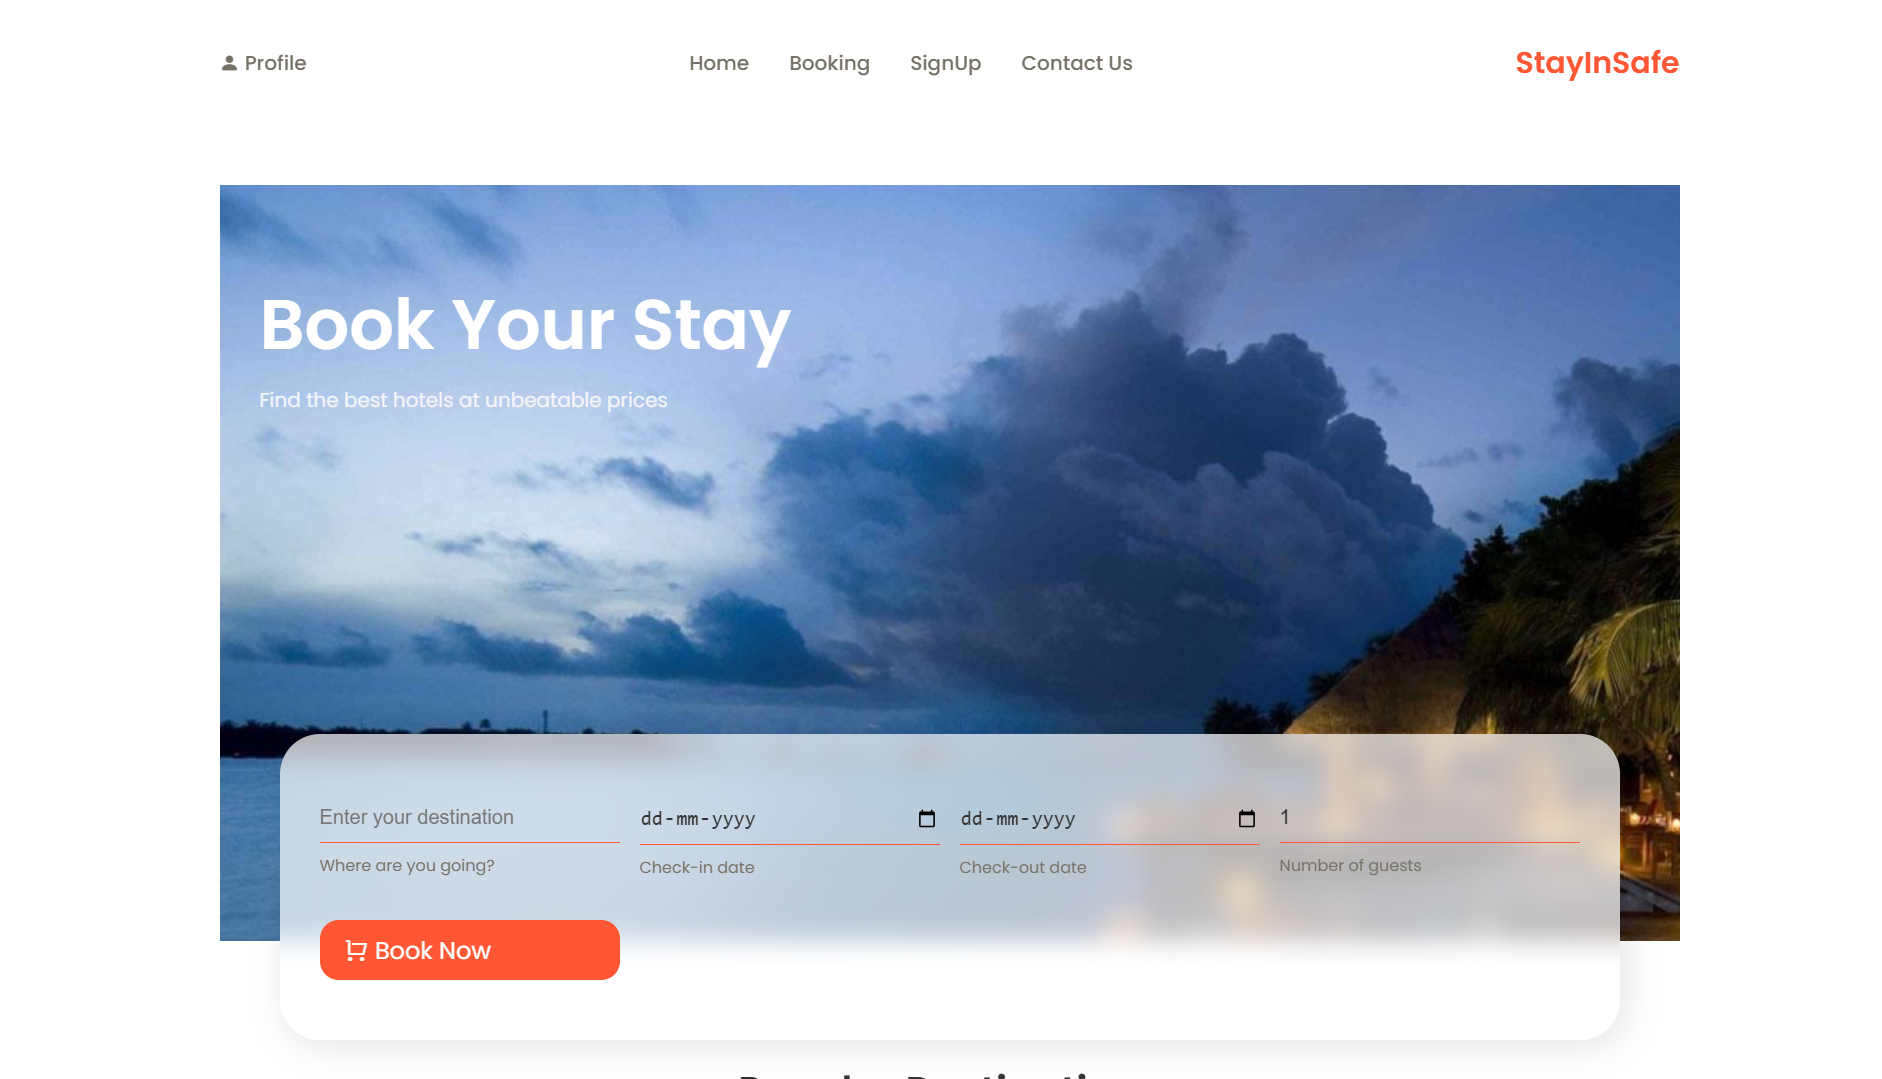 Profile
Home Booking SignUp Contact Us
StayInSafe
Book Your Stay
Find the best hotels at unbeatable prices
Enter your destination
dd-mm-yyyy
dd-mm-yyyy
1
Where are you going?
Check-in date
Check-out date
Number of guests
Book Now